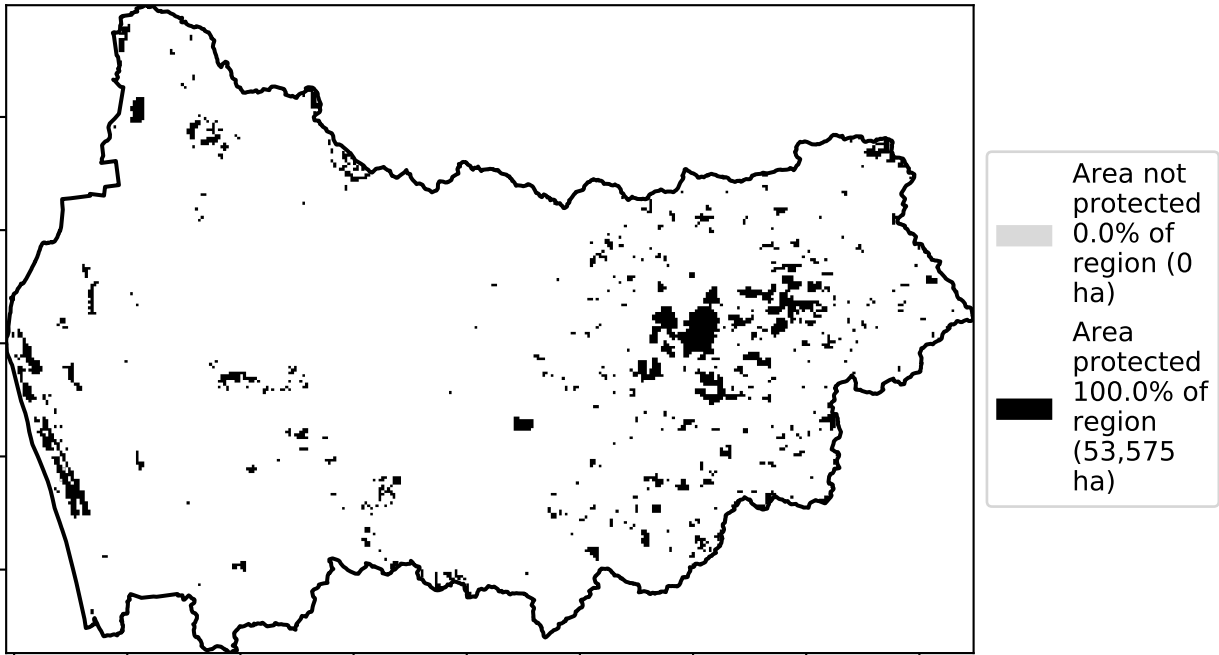 Area not
protected
0.0% of
region (0
ha)
Area
protected
100.0% of
region
(53,575
ha)